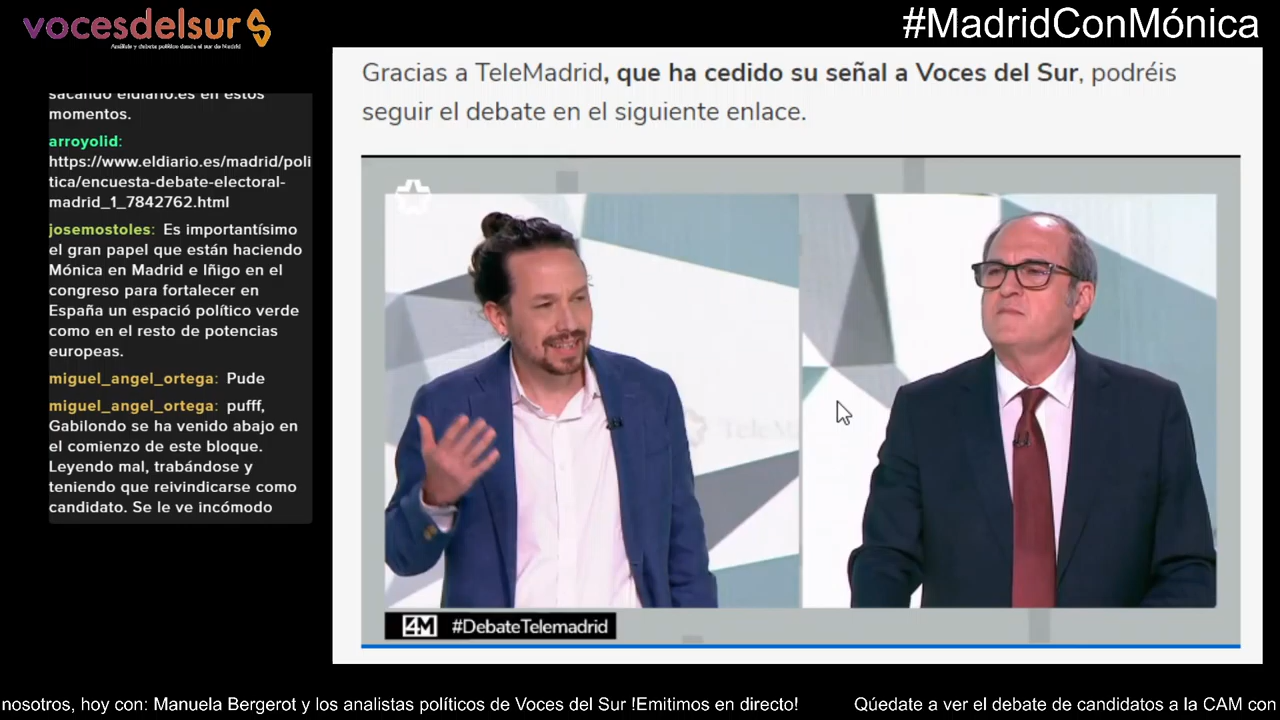 vocesdelsur
Análisis y debate político desde el sur de Madrid
#MadridConMónica
sacando eldiario.es en estos
momentos.
arroyolid:
https://www.eldiario.es/madrid/poli
tica/encuesta-debate-electoral-
madrid_1_7842762.html
josemostoles: Es importantísimo
el gran papel que están haciendo
Mónica en Madrid e Iñigo en el
congreso para fortalecer en
España un espació político verde
como en el resto de potencias
europeas.
miguel_angel_ortega: Pude
miguel_angel_ortega: pufff,
Gabilondo se ha venido abajo en
el comienzo de este bloque.
Leyendo mal, trabándose y
teniendo que reivindicarse como
candidato. Se le ve incómodo
Gracias a TeleMadrid, que ha cedido su señal a Voces del Sur, podréis
seguir el debate en el siguiente enlace.
TeleMa
4M #DebateTelemadrid
nosotros, hoy con: Manuela Bergerot y los analistas políticos de Voces del Sur !Emitimos en directo! Qúedate a ver el debate de candidatos a la CAM con